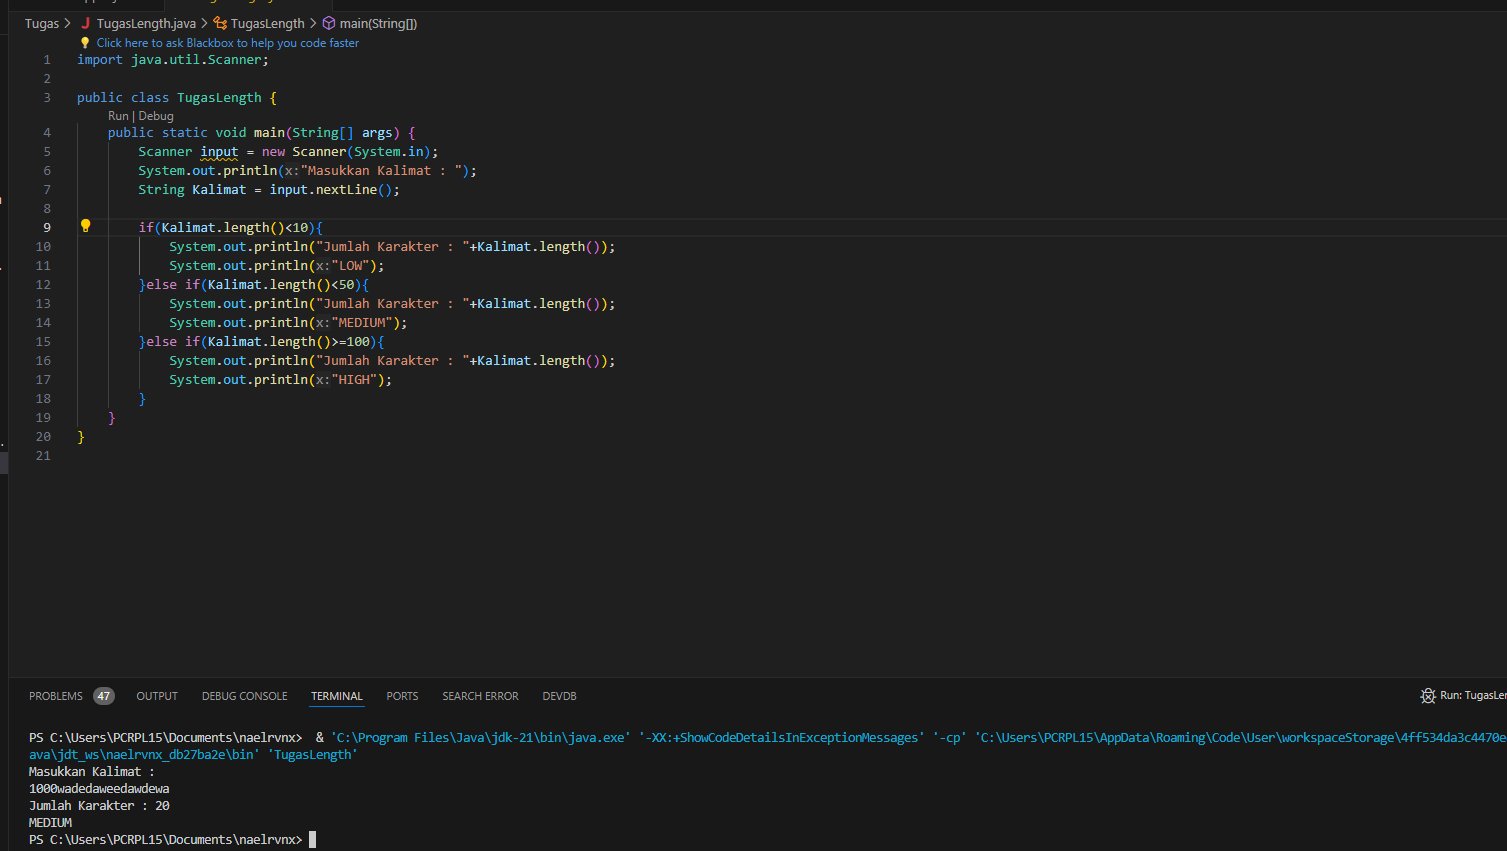 Tugas > J TugasLength.java > TugasLength > main(String[])
Click here to ask Blackbox to help you code faster
1 import java.util.Scanner;
2
3 public class TugasLength {
Run | Debug
4 public static void main(String[] args) {
5 Scanner input = new Scanner(System.in);
6 System.out.println(x:"Masukkan Kalimat : ");
7 String Kalimat = input.nextLine();
8
9 if(Kalimat.length()<10){
10 System.out.println("Jumlah Karakter : "+Kalimat.length());
11 System.out.println(x:"LOW");
12 }else if(Kalimat.length()<50){
13 System.out.println("Jumlah Karakter : "+Kalimat.length());
14 System.out.println(x:"MEDIUM");
15 }else if(Kalimat.length()>=100){
16 System.out.println("Jumlah Karakter : "+Kalimat.length());
17 System.out.println(x:"HIGH");
18 }
19 }
20 }
21
PROBLEMS 47 OUTPUT DEBUG CONSOLE TERMINAL PORTS SEARCH ERROR DEVDB Run: TugasLer
PS C:\Users\PCRPL15\Documents\naelrvnx> & 'C:\Program Files\Java\jdk-21\bin\java.exe' '-XX:+ShowCodeDetailsInExceptionMessages' '-cp' 'C:\Users\PCRPL15\AppData\Roaming\Code\User\workspaceStorage\4ff534da3c4470e
ava\jdt_ws\naelrvnx_db27ba2e\bin' 'TugasLength'
Masukkan Kalimat :
1000wadedaweedawdewa
Jumlah Karakter : 20
MEDIUM
PS C:\Users\PCRPL15\Documents\naelrvnx>